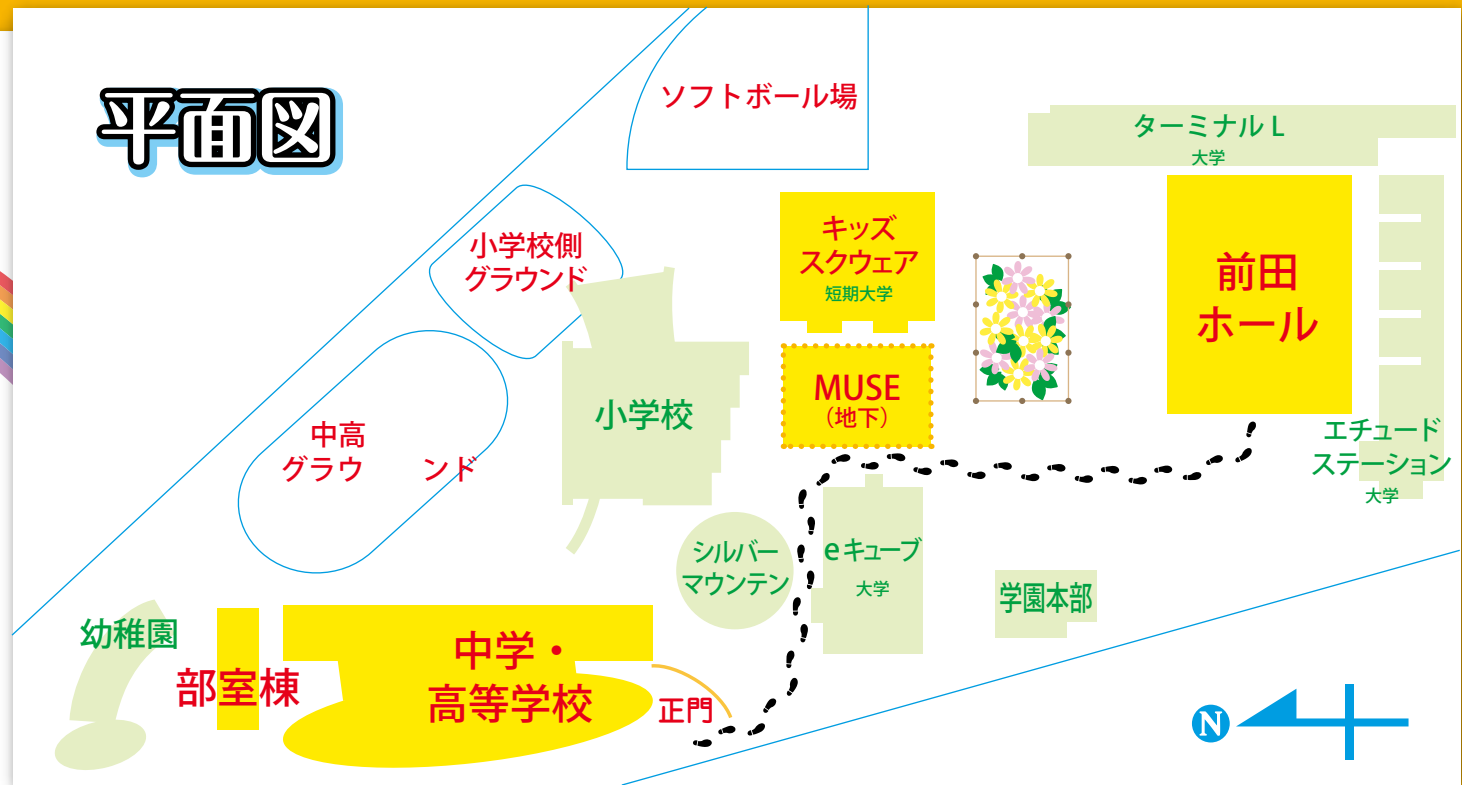 平面図
ソフトボール場
ターミナル L
大学
小学校側
グラウンド
キッズ
スクウェア
短期大学
前田
ホール
MUSE
（地下）
小学校
中高
グラウ　　ンド
エチュード
ステーション
大学
シルバー
マウンテン
eキューブ
大学
学園本部
幼稚園
部室棟
中学・
高等学校
正門
N